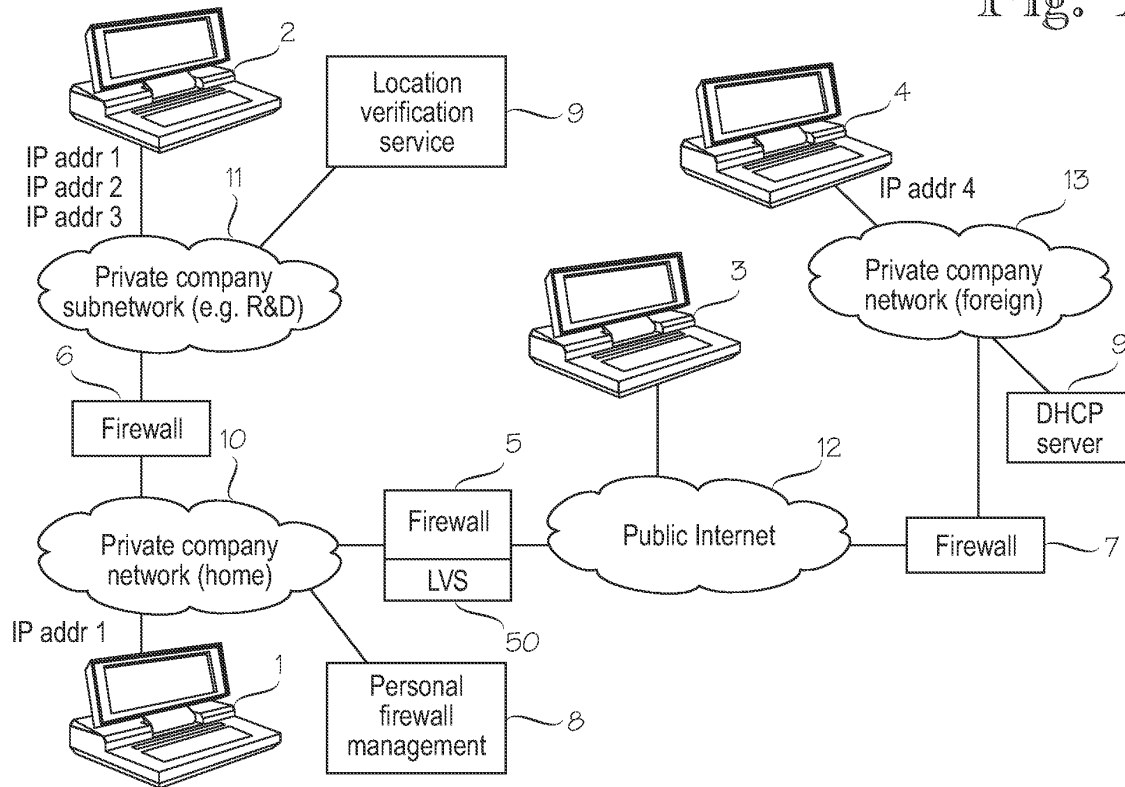 Fig.
2
Location
verification
service
9
4
IP addr 1
IP addr 2
IP addr 3
11
IP addr 4
13
Private company
subnetwork (e.g. R&D)
3
Private company
network (foreign)
6
Firewall
9
DHCP
server
10
5
12
Private company
network (home)
Firewall
LVS
50
Public Internet
Firewall
7
IP addr 1
1
Personal
firewall
management
8